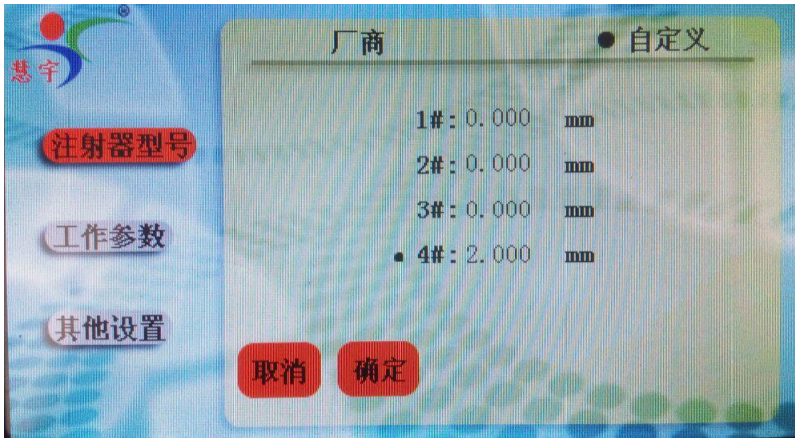 ®
慧宇
厂商 ● 自定义
1#: 0.000 mm
2#: 0.000 mm
3#: 0.000 mm
• 4#: 2.000 mm
注射器型号
工作参数
其他设置
取消 确定